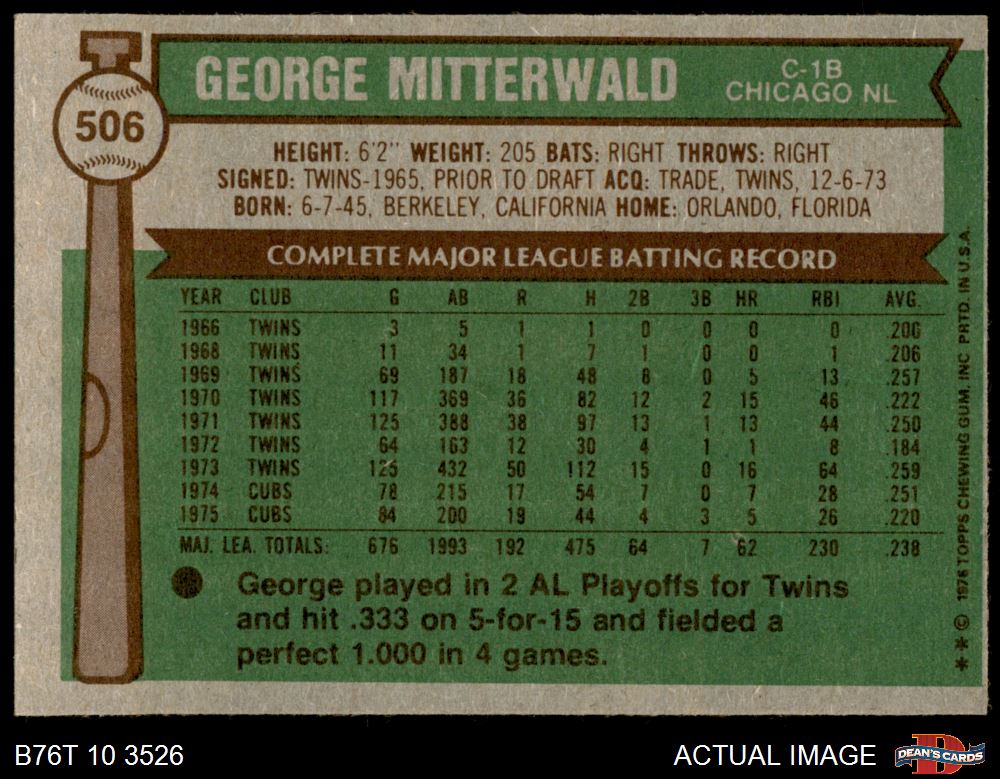 506
GEORGE MITTERWALD
C-1B
CHICAGO NL
HEIGHT: 6'2" WEIGHT: 205 BATS: RIGHT THROWS: RIGHT
SIGNED: TWINS-1965, PRIOR TO DRAFT ACQ: TRADE, TWINS, 12-6-73
BORN: 6-7-45, BERKELEY, CALIFORNIA HOME: ORLANDO, FLORIDA
COMPLETE MAJOR LEAGUE BATTING RECORD
YEAR CLUB G AB R H 2B 3B HR RBI AVG.
1966 TWINS 3 5 1 1 0 0 0 0 .200
1968 TWINS 11 34 1 7 1 0 0 1 .206
1969 TWINS 69 187 18 48 8 0 5 13 .257
1970 TWINS 117 369 36 82 12 2 15 46 .222
1971 TWINS 125 388 38 97 13 1 13 44 .250
1972 TWINS 64 163 12 30 4 1 1 8 .184
1973 TWINS 125 432 50 112 15 0 16 64 .259
1974 CUBS 78 215 17 54 7 0 7 28 .251
1975 CUBS 84 200 19 44 4 3 5 26 .220
MAJ. LEA. TOTALS: 676 1993 192 475 64 7 62 230 .238
George played in 2 AL Playoffs for Twins
and hit .333 on 5-for-15 and fielded a
perfect 1.000 in 4 games.
* * © 1976 TOPPS CHEWING GUM, INC PRTD. IN U.S.A.
B76T 10 3526
ACTUAL IMAGE
DEAN'S CARDS